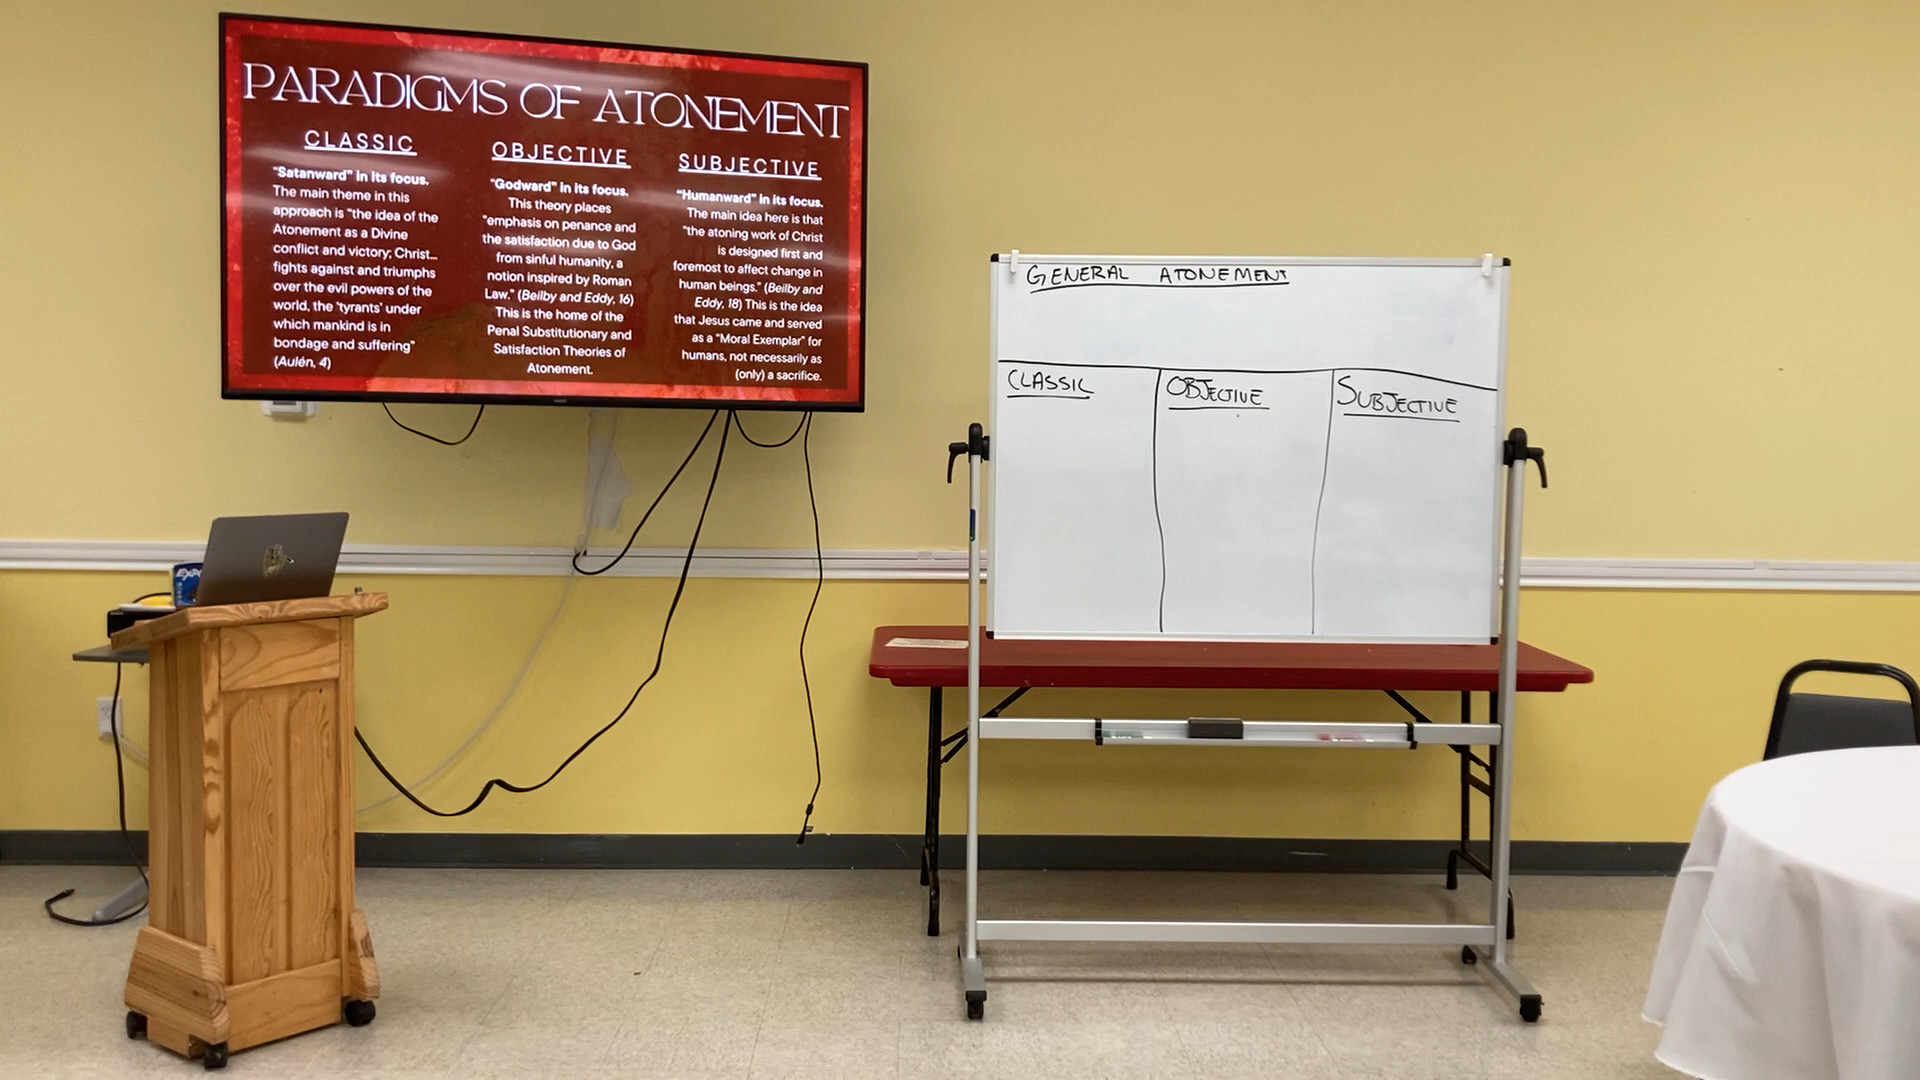 PARADIGMS OF ATONEMENT
CLASSIC
"Satanward" in its focus.
The main theme in this
approach is "the idea of the
Atonement as a Divine
conflict and victory; Christ...
fights against and triumphs
over the evil powers of the
world, the 'tyrants' under
which mankind is in
bondage and suffering"
(Aulén, 4)
OBJECTIVE
"Godward" in its focus.
This theory places
"emphasis on penance and
the satisfaction due to God
from sinful humanity, a
notion inspired by Roman
Law." (Beilby and Eddy, 16)
This is the home of the
Penal Substitutionary and
Satisfaction Theories of
Atonement.
SUBJECTIVE
"Humanward" in its focus.
The main idea here is that
"the atoning work of Christ
is designed first and
foremost to affect change in
human beings." (Beilby and
Eddy, 18) This is the idea
that Jesus came and served
as a "Moral Exemplar" for
humans, not necessarily as
(only) a sacrifice.
GENERAL ATONEMENT
CLASSIC
OBJECTIVE
SUBJECTIVE